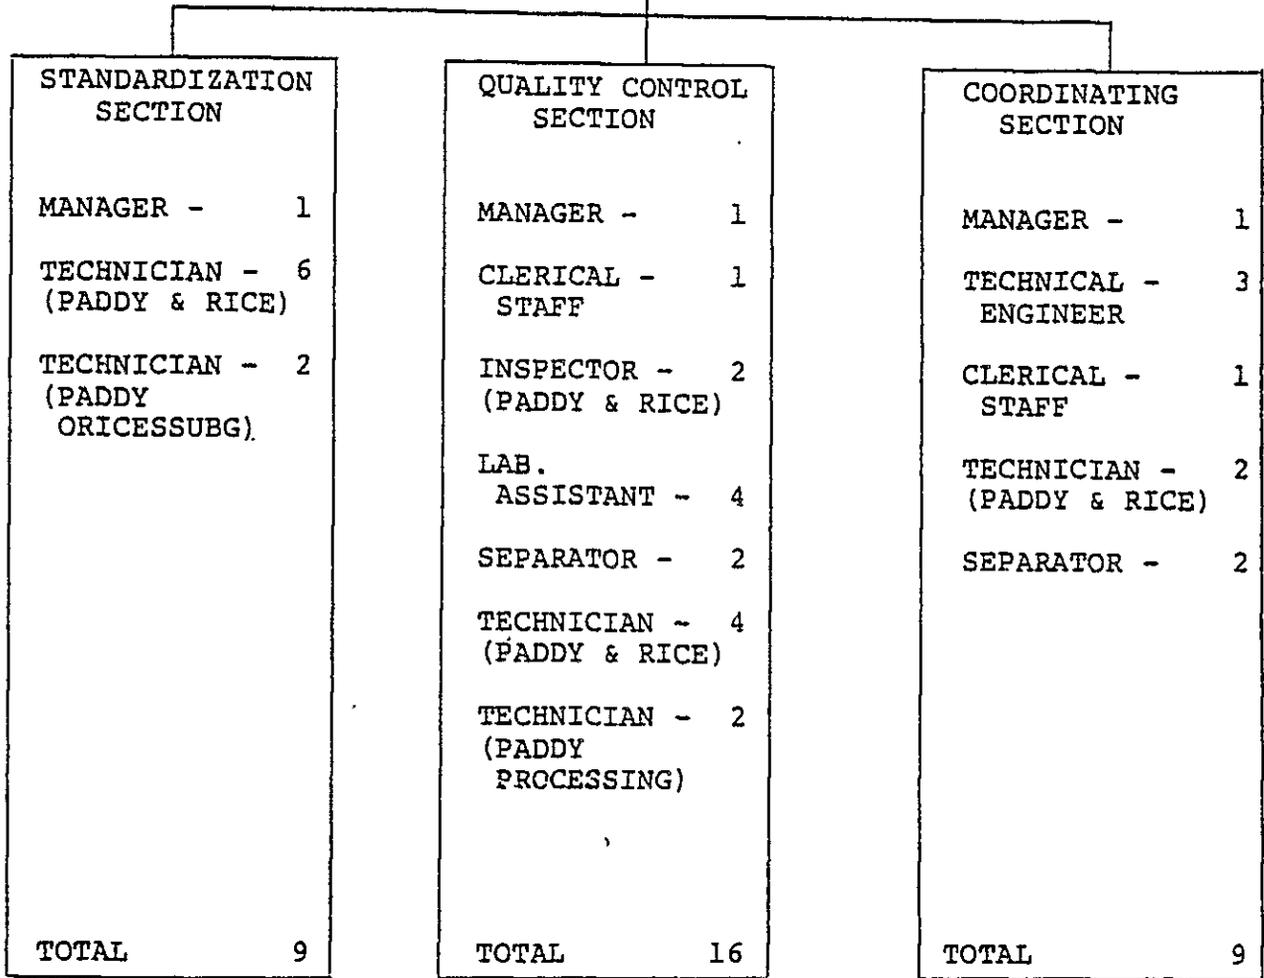 STANDARDIZATION
SECTION
MANAGER - 1
TECHNICIAN - 6
(PADDY & RICE)
TECHNICIAN - 2
(PADDY
ORICESSUBG)
TOTAL 9
QUALITY CONTROL
SECTION
MANAGER - 1
CLERICAL - 1
STAFF
INSPECTOR - 2
(PADDY & RICE)
LAB.
ASSISTANT - 4
SEPARATOR - 2
TECHNICIAN - 4
(PADDY & RICE)
TECHNICIAN - 2
(PADDY
PROCESSING)
TOTAL 16
COORDINATING
SECTION
MANAGER - 1
TECHNICAL - 3
ENGINEER
CLERICAL - 1
STAFF
TECHNICIAN - 2
(PADDY & RICE)
SEPARATOR - 2
TOTAL 9